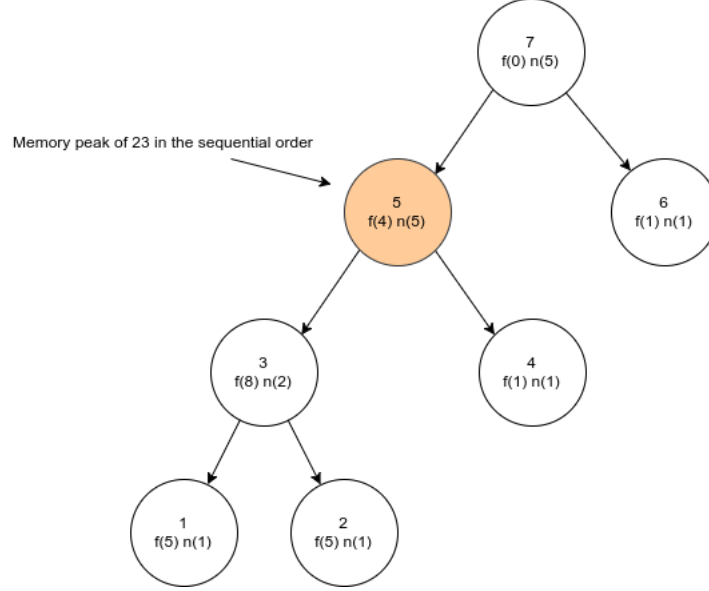 7
f(0) n(5)
Memory peak of 23 in the sequential order
5
f(4) n(5)
6
f(1) n(1)
3
f(8) n(2)
4
f(1) n(1)
1
f(5) n(1)
2
f(5) n(1)